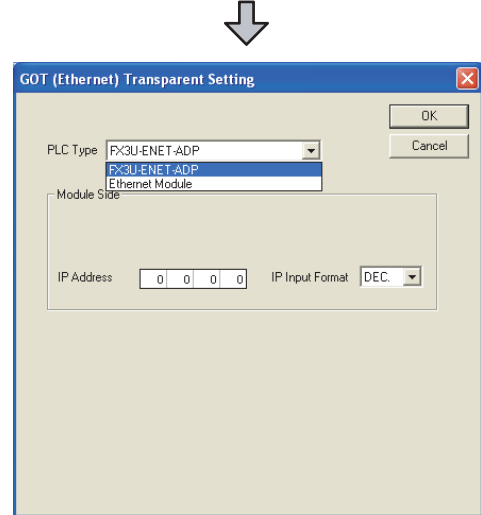 GOT (Ethernet) Transparent Setting
OK
PLC Type FX3U-ENET-ADP Cancel
FX3U-ENET-ADP
Ethernet Module
Module Side
IP Address 0 0 0 0 IP Input Format DEC.